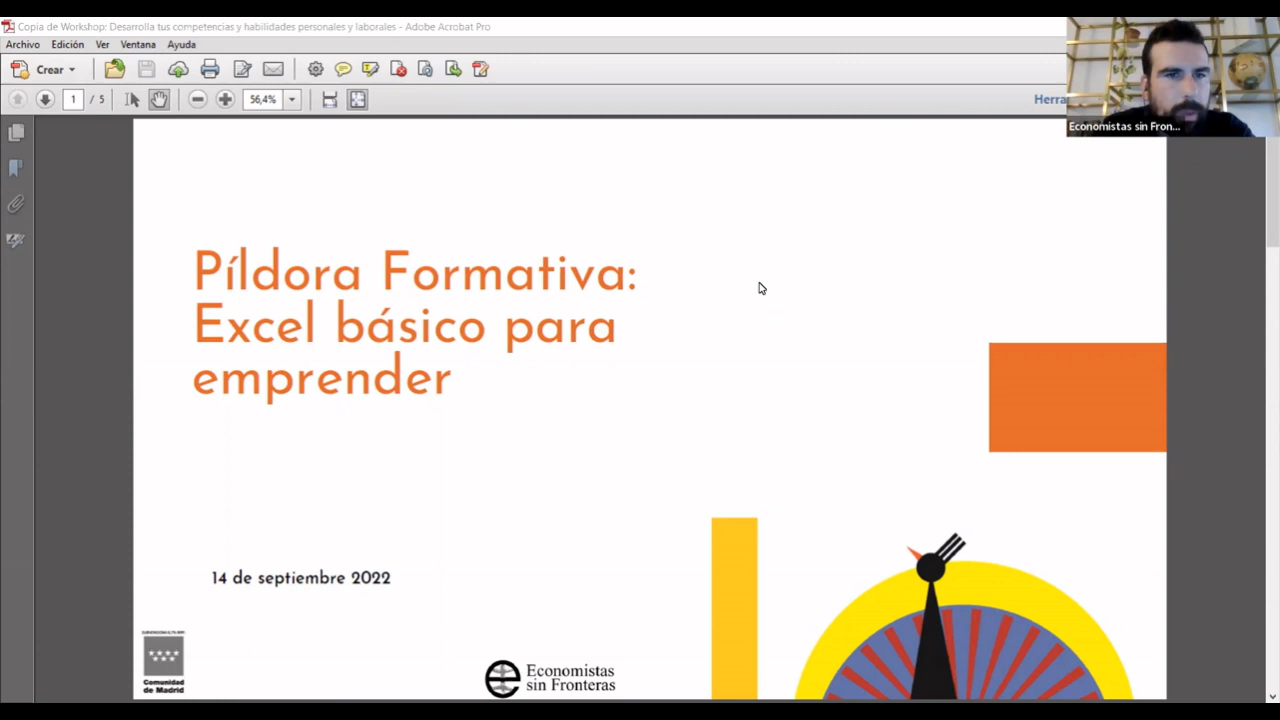 Copia de Workshop: Desarrolla tus competencias y habilidades personales y laborales - Adobe Acrobat Pro
Archivo Edición Ver Ventana Ayuda
Crear
1 / 5 56,4% Herra
Economistas sin Fron...
Píldora Formativa:
Excel básico para
emprender
14 de septiembre 2022
Comunidad
de Madrid
Economistas
sin Fronteras